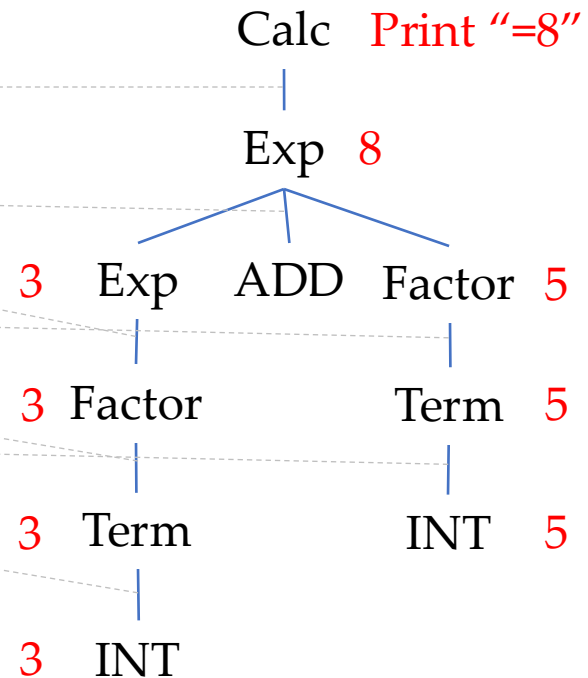 Calc Print “=8”
Exp 8
3 Exp ADD Factor 5
3 Factor Term 5
3 Term INT 5
3 INT